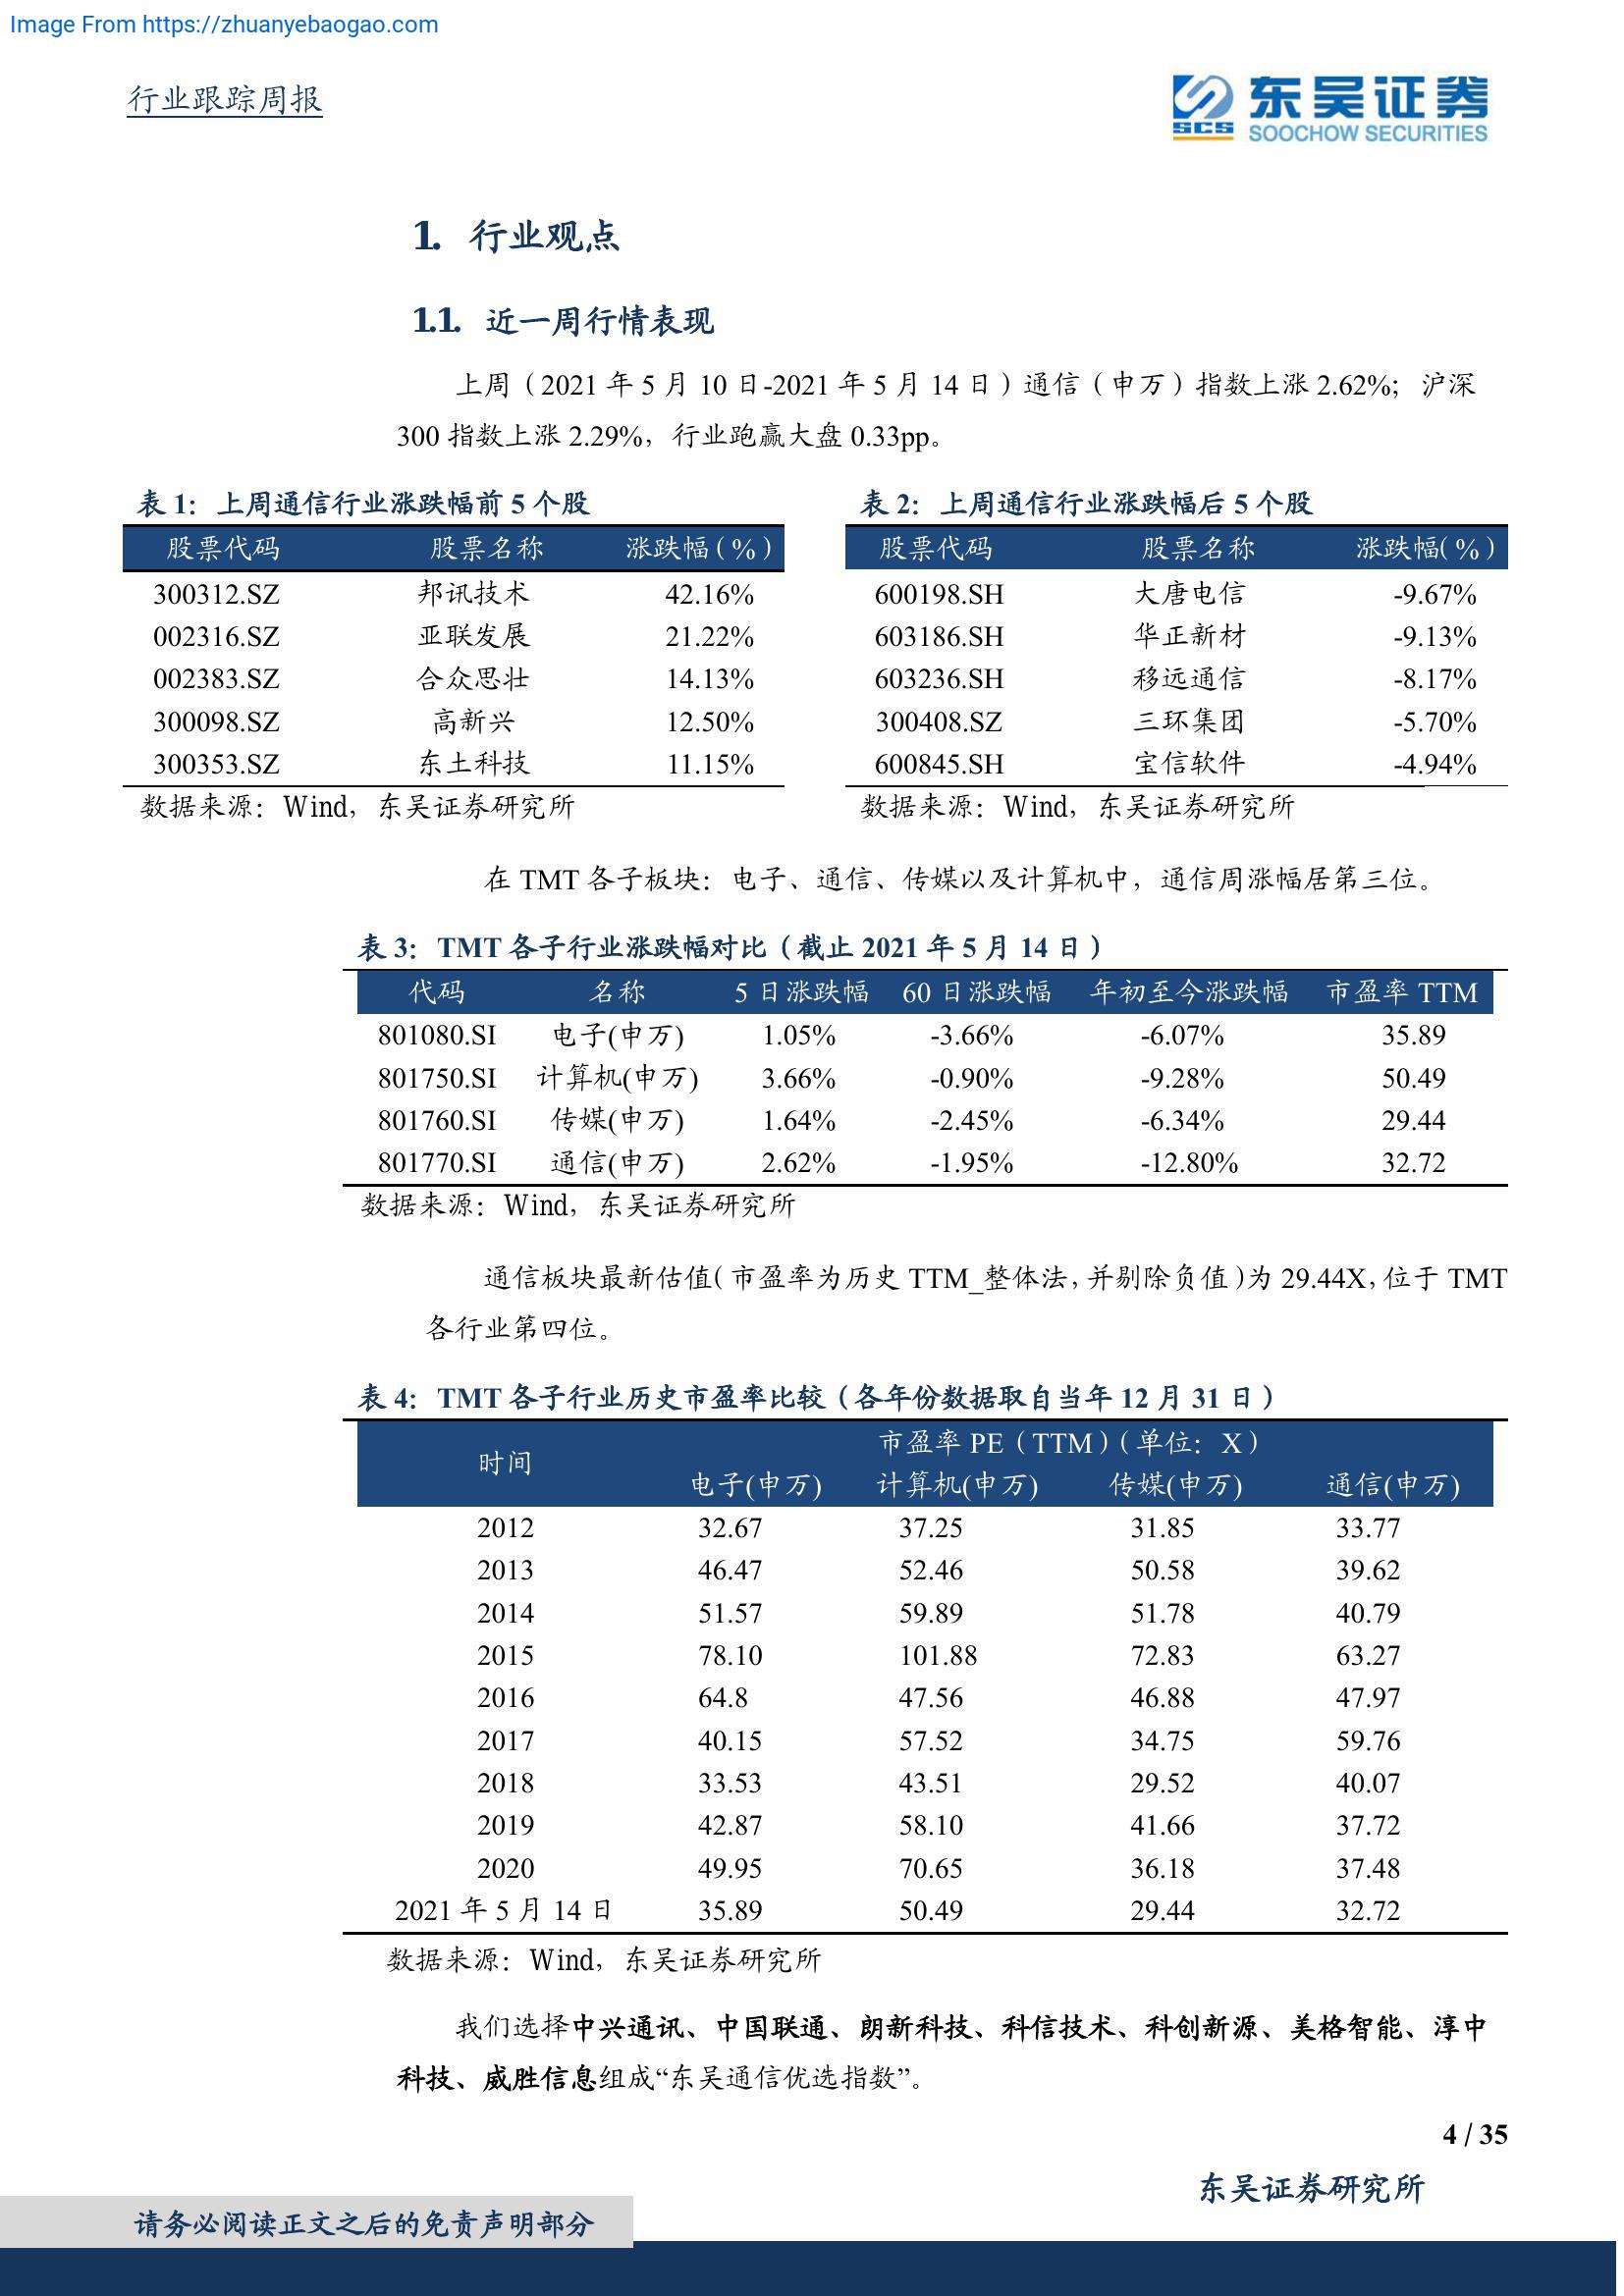 Image From https://zhuanyebaogao.com
行业跟踪周报
SCS
东吴证券
SOOCHOW SECURITIES
1. 行业观点
1.1. 近一周行情表现
上周（2021 年 5 月 10 日-2021 年 5 月 14 日）通信（申万）指数上涨 2.62%；沪深
300 指数上涨 2.29%，行业跑赢大盘 0.33pp。
表 1：上周通信行业涨跌幅前 5 个股
股票代码 股票名称 涨跌幅（%）
300312.SZ 邦讯技术 42.16%
002316.SZ 亚联发展 21.22%
002383.SZ 合众思壮 14.13%
300098.SZ 高新兴 12.50%
300353.SZ 东土科技 11.15%
数据来源：Wind，东吴证券研究所
表 2：上周通信行业涨跌幅后 5 个股
股票代码 股票名称 涨跌幅(%)
600198.SH 大唐电信 -9.67%
603186.SH 华正新材 -9.13%
603236.SH 移远通信 -8.17%
300408.SZ 三环集团 -5.70%
600845.SH 宝信软件 -4.94%
数据来源：Wind，东吴证券研究所
在 TMT 各子板块：电子、通信、传媒以及计算机中，通信周涨幅居第三位。
表 3：TMT 各子行业涨跌幅对比（截止 2021 年 5 月 14 日）
代码 名称 5 日涨跌幅 60 日涨跌幅 年初至今涨跌幅 市盈率 TTM
801080.SI 电子(申万) 1.05% -3.66% -6.07% 35.89
801750.SI 计算机(申万) 3.66% -0.90% -9.28% 50.49
801760.SI 传媒(申万) 1.64% -2.45% -6.34% 29.44
801770.SI 通信(申万) 2.62% -1.95% -12.80% 32.72
数据来源：Wind，东吴证券研究所
通信板块最新估值（市盈率为历史 TTM_整体法，并剔除负值）为 29.44X，位于 TMT
各行业第四位。
表 4：TMT 各子行业历史市盈率比较（各年份数据取自当年 12 月 31 日）
时间 市盈率 PE（TTM）（单位：X）
电子(申万) 计算机(申万) 传媒(申万) 通信(申万)
2012 32.67 37.25 31.85 33.77
2013 46.47 52.46 50.58 39.62
2014 51.57 59.89 51.78 40.79
2015 78.10 101.88 72.83 63.27
2016 64.8 47.56 46.88 47.97
2017 40.15 57.52 34.75 59.76
2018 33.53 43.51 29.52 40.07
2019 42.87 58.10 41.66 37.72
2020 49.95 70.65 36.18 37.48
2021 年 5 月 14 日 35.89 50.49 29.44 32.72
数据来源：Wind，东吴证券研究所
我们选择中兴通讯、中国联通、朗新科技、科信技术、科创新源、美格智能、淳中
科技、威胜信息组成“东吴通信优选指数”。
4 / 35
东吴证券研究所
请务必阅读正文之后的免责声明部分